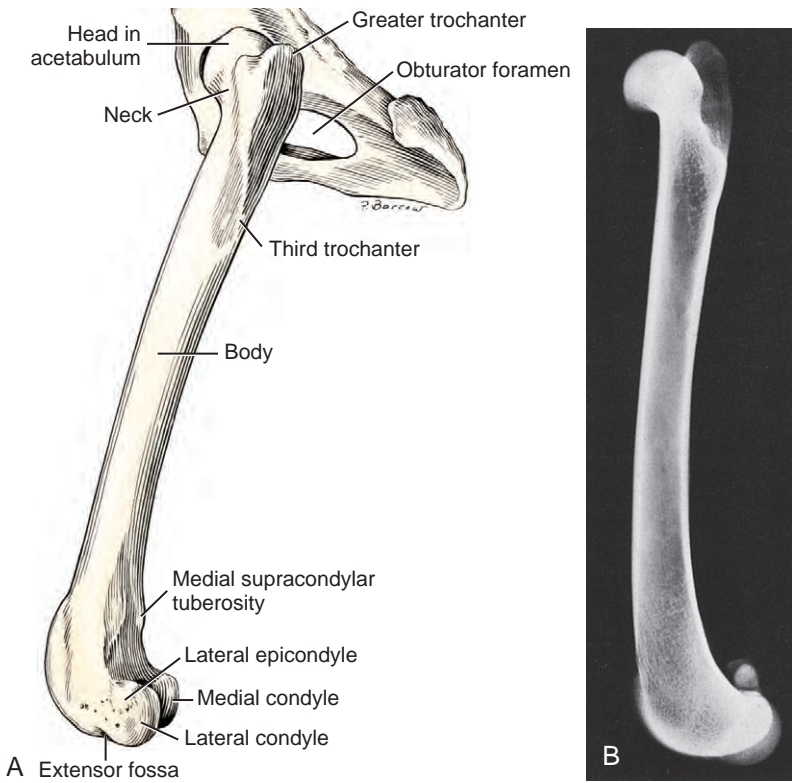 Greater trochanter
Head in
acetabulum
Obturator foramen
Neck
P. Barrow
Third trochanter
Body
Medial supracondylar
tuberosity
Lateral epicondyle
Medial condyle
Lateral condyle
Extensor fossa
A
B